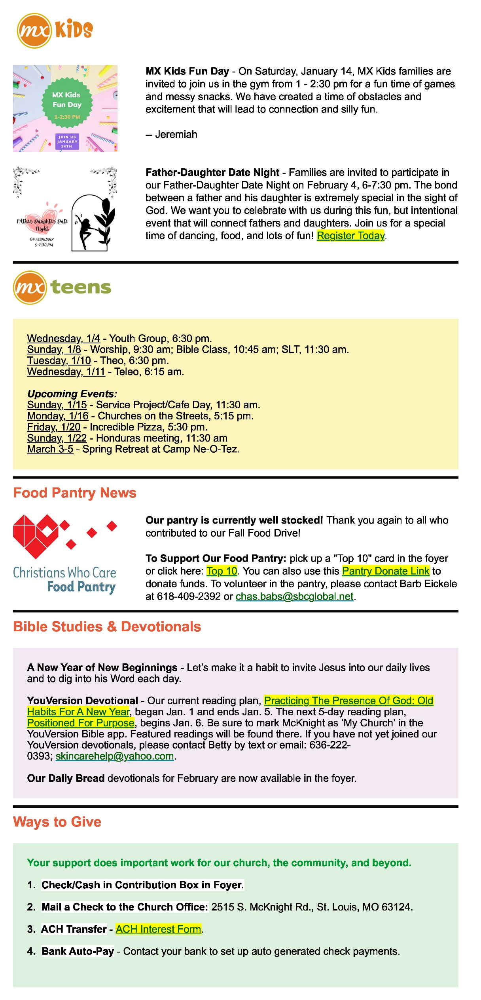 mx KiDS
MX Kids
Fun Day
1-2:30 PM
JOIN US
JANUARY
14TH
MX Kids Fun Day - On Saturday, January 14, MX Kids families are
invited to join us in the gym from 1 - 2:30 pm for a fun time of games
and messy snacks. We have created a time of obstacles and
excitement that will lead to connection and silly fun.
-- Jeremiah
FAther Daughter Date
Night
04 FEBRUARY
6-7:30 PM
Father-Daughter Date Night - Families are invited to participate in
our Father-Daughter Date Night on February 4, 6-7:30 pm. The bond
between a father and his daughter is extremely special in the sight of
God. We want you to celebrate with us during this fun, but intentional
event that will connect fathers and daughters. Join us for a special
time of dancing, food, and lots of fun! Register Today.
mx teens
Wednesday, 1/4 - Youth Group, 6:30 pm.
Sunday, 1/8 - Worship, 9:30 am; Bible Class, 10:45 am; SLT, 11:30 am.
Tuesday, 1/10 - Theo, 6:30 pm.
Wednesday, 1/11 - Teleo, 6:15 am.
Upcoming Events:
Sunday, 1/15 - Service Project/Cafe Day, 11:30 am.
Monday, 1/16 - Churches on the Streets, 5:15 pm.
Friday, 1/20 - Incredible Pizza, 5:30 pm.
Sunday, 1/22 - Honduras meeting, 11:30 am
March 3-5 - Spring Retreat at Camp Ne-O-Tez.
Food Pantry News
Christians Who Care
Food Pantry
Our pantry is currently well stocked! Thank you again to all who
contributed to our Fall Food Drive!
To Support Our Food Pantry: pick up a "Top 10" card in the foyer
or click here: Top 10. You can also use this Pantry Donate Link to
donate funds. To volunteer in the pantry, please contact Barb Eickele
at 618-409-2392 or chas.babs@sbcglobal.net.
Bible Studies & Devotionals
A New Year of New Beginnings - Let’s make it a habit to invite Jesus into our daily lives
and to dig into his Word each day.
YouVersion Devotional - Our current reading plan, Practicing The Presence Of God: Old
Habits For A New Year, began Jan. 1 and ends Jan. 5. The next 5-day reading plan,
Positioned For Purpose, begins Jan. 6. Be sure to mark McKnight as ‘My Church’ in the
YouVersion Bible app. Featured readings will be found there. If you have not yet joined our
YouVersion devotionals, please contact Betty by text or email: 636-222-
0393; skincarehelp@yahoo.com.
Our Daily Bread devotionals for February are now available in the foyer.
Ways to Give
Your support does important work for our church, the community, and beyond.
1. Check/Cash in Contribution Box in Foyer.
2. Mail a Check to the Church Office: 2515 S. McKnight Rd., St. Louis, MO 63124.
3. ACH Transfer - ACH Interest Form.
4. Bank Auto-Pay - Contact your bank to set up auto generated check payments.